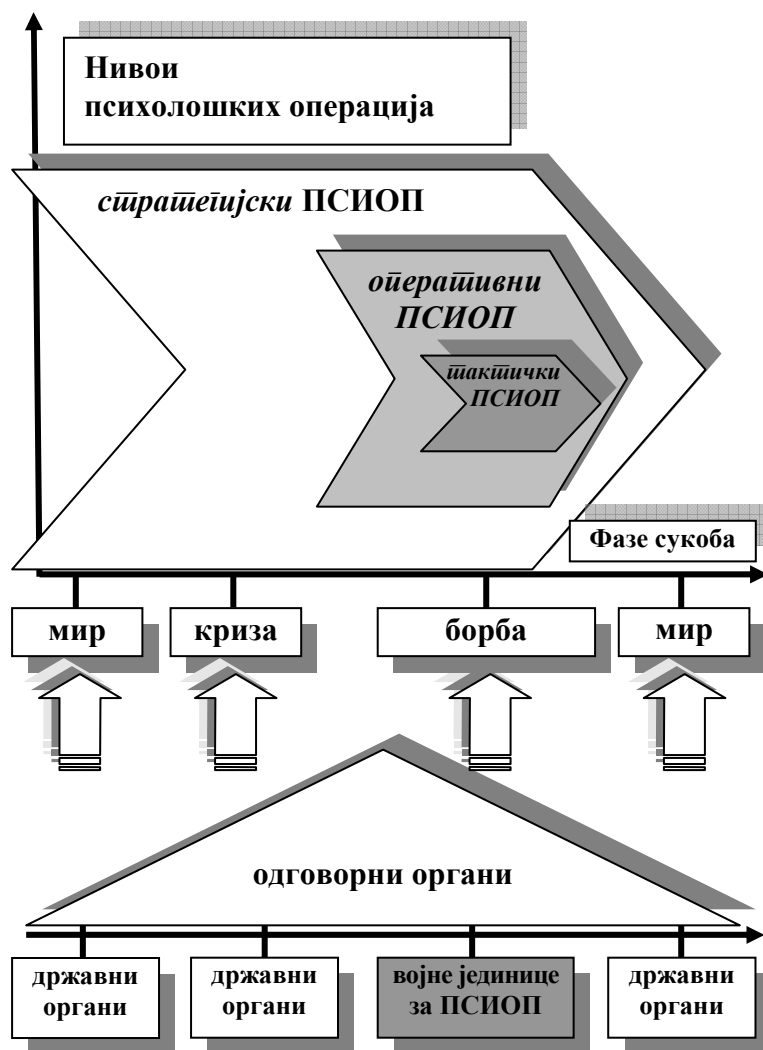 Нивои
психолошких операција
стратегијски ПСИОП
оперативни
ПСИОП
тактички
ПСИОП
Фазе сукоба
мир
криза
борба
мир
одговорни органи
државни
органи
државни
органи
војне јединице
за ПСИОП
државни
органи